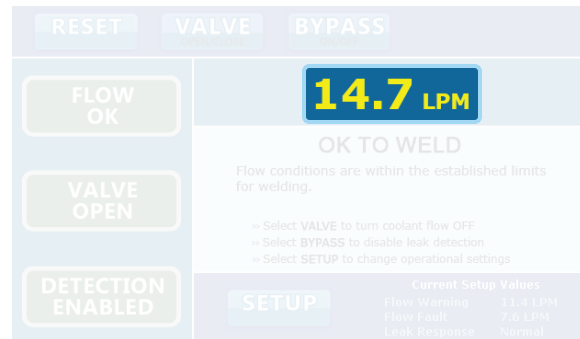 RESET VALVE BYPASS
14.7 LPM
FLOW
OK
OK TO WELD
Flow conditions are within the established limits
for welding.
VALVE
OPEN
» Select VALVE to turn coolant flow OFF
» Select BYPASS to disable leak detection
» Select SETUP to change operational settings
DETECTION
ENABLED
SETUP
Current Setup Values
Flow Warning 11.4 LPM
Flow Fault 7.6 LPM
Leak Response Normal